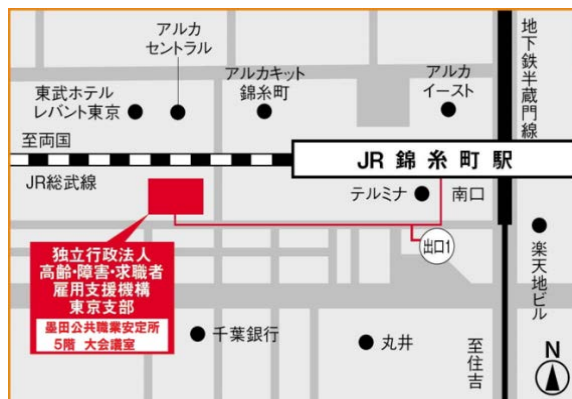 アルカ
セントラル
東武ホテル
レバント東京
アルカキット
錦糸町
アルカ
イースト
地下鉄半蔵門線
至両国
JR錦糸町駅
JR総武線
テルミナ
南口
出口1
独立行政法人
高齢・障害・求職者
雇用支援機構
東京支部
墨田公共職業安定所
5階 大会議室
楽天地ビル
千葉銀行
丸井
至住吉
N